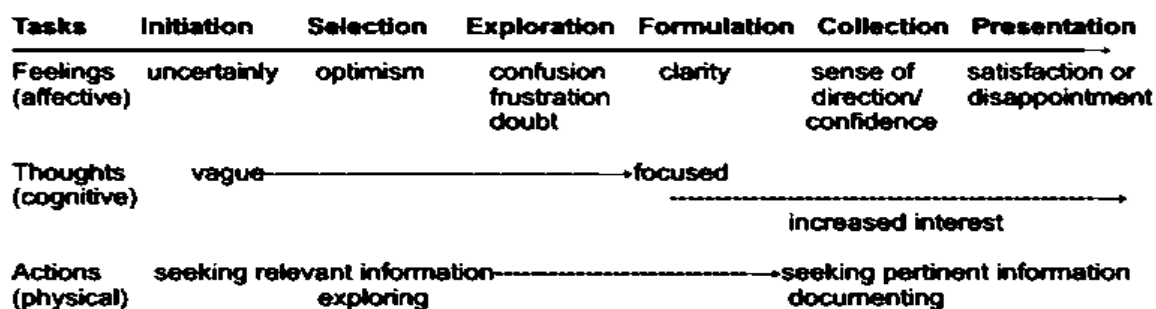 Tasks Initiation Selection Exploration Formulation Collection Presentation
Feelings uncertainly optimism confusion clarity sense of satisfaction or
(affective) frustration direction/ disappointment
doubt confidence
Thoughts vague focused
(cognitive)
increased interest
Actions seeking relevant information seeking pertinent information
(physical) exploring documenting